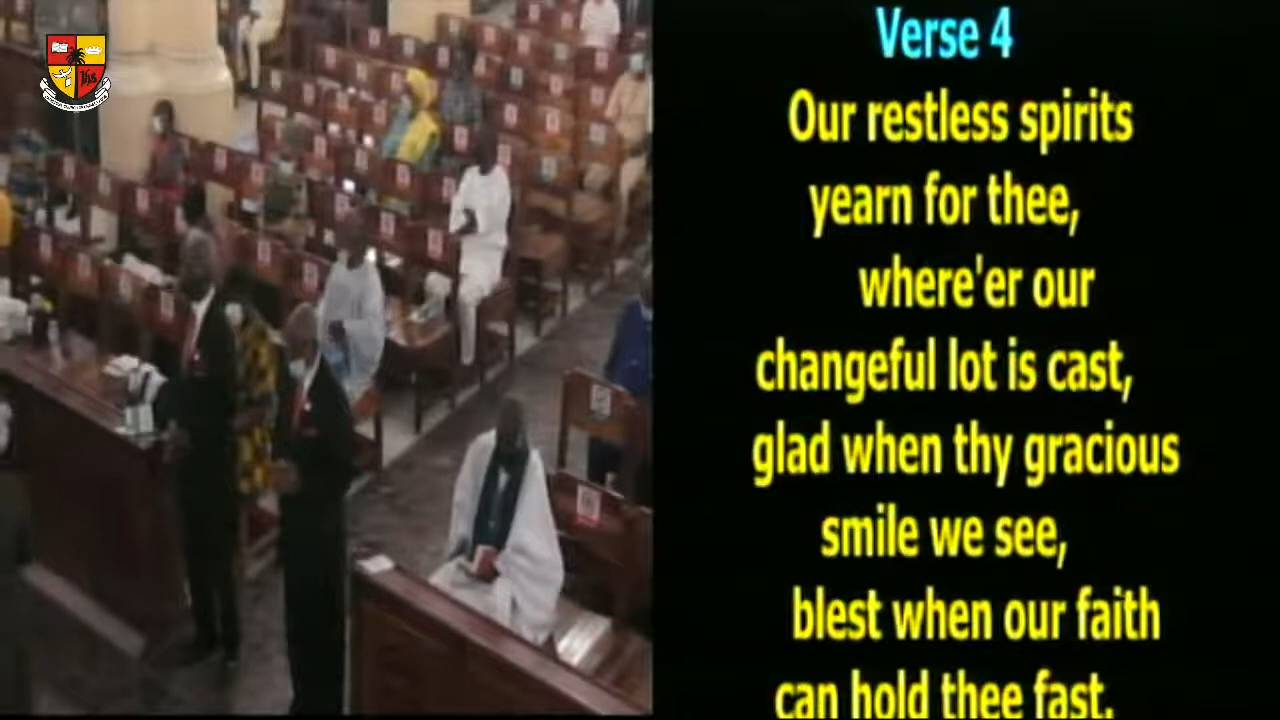 Verse 4
Our restless spirits
yearn for thee,
where'er our
changeful lot is cast,
glad when thy gracious
smile we see,
blest when our faith
can hold thee fast.
Ihs